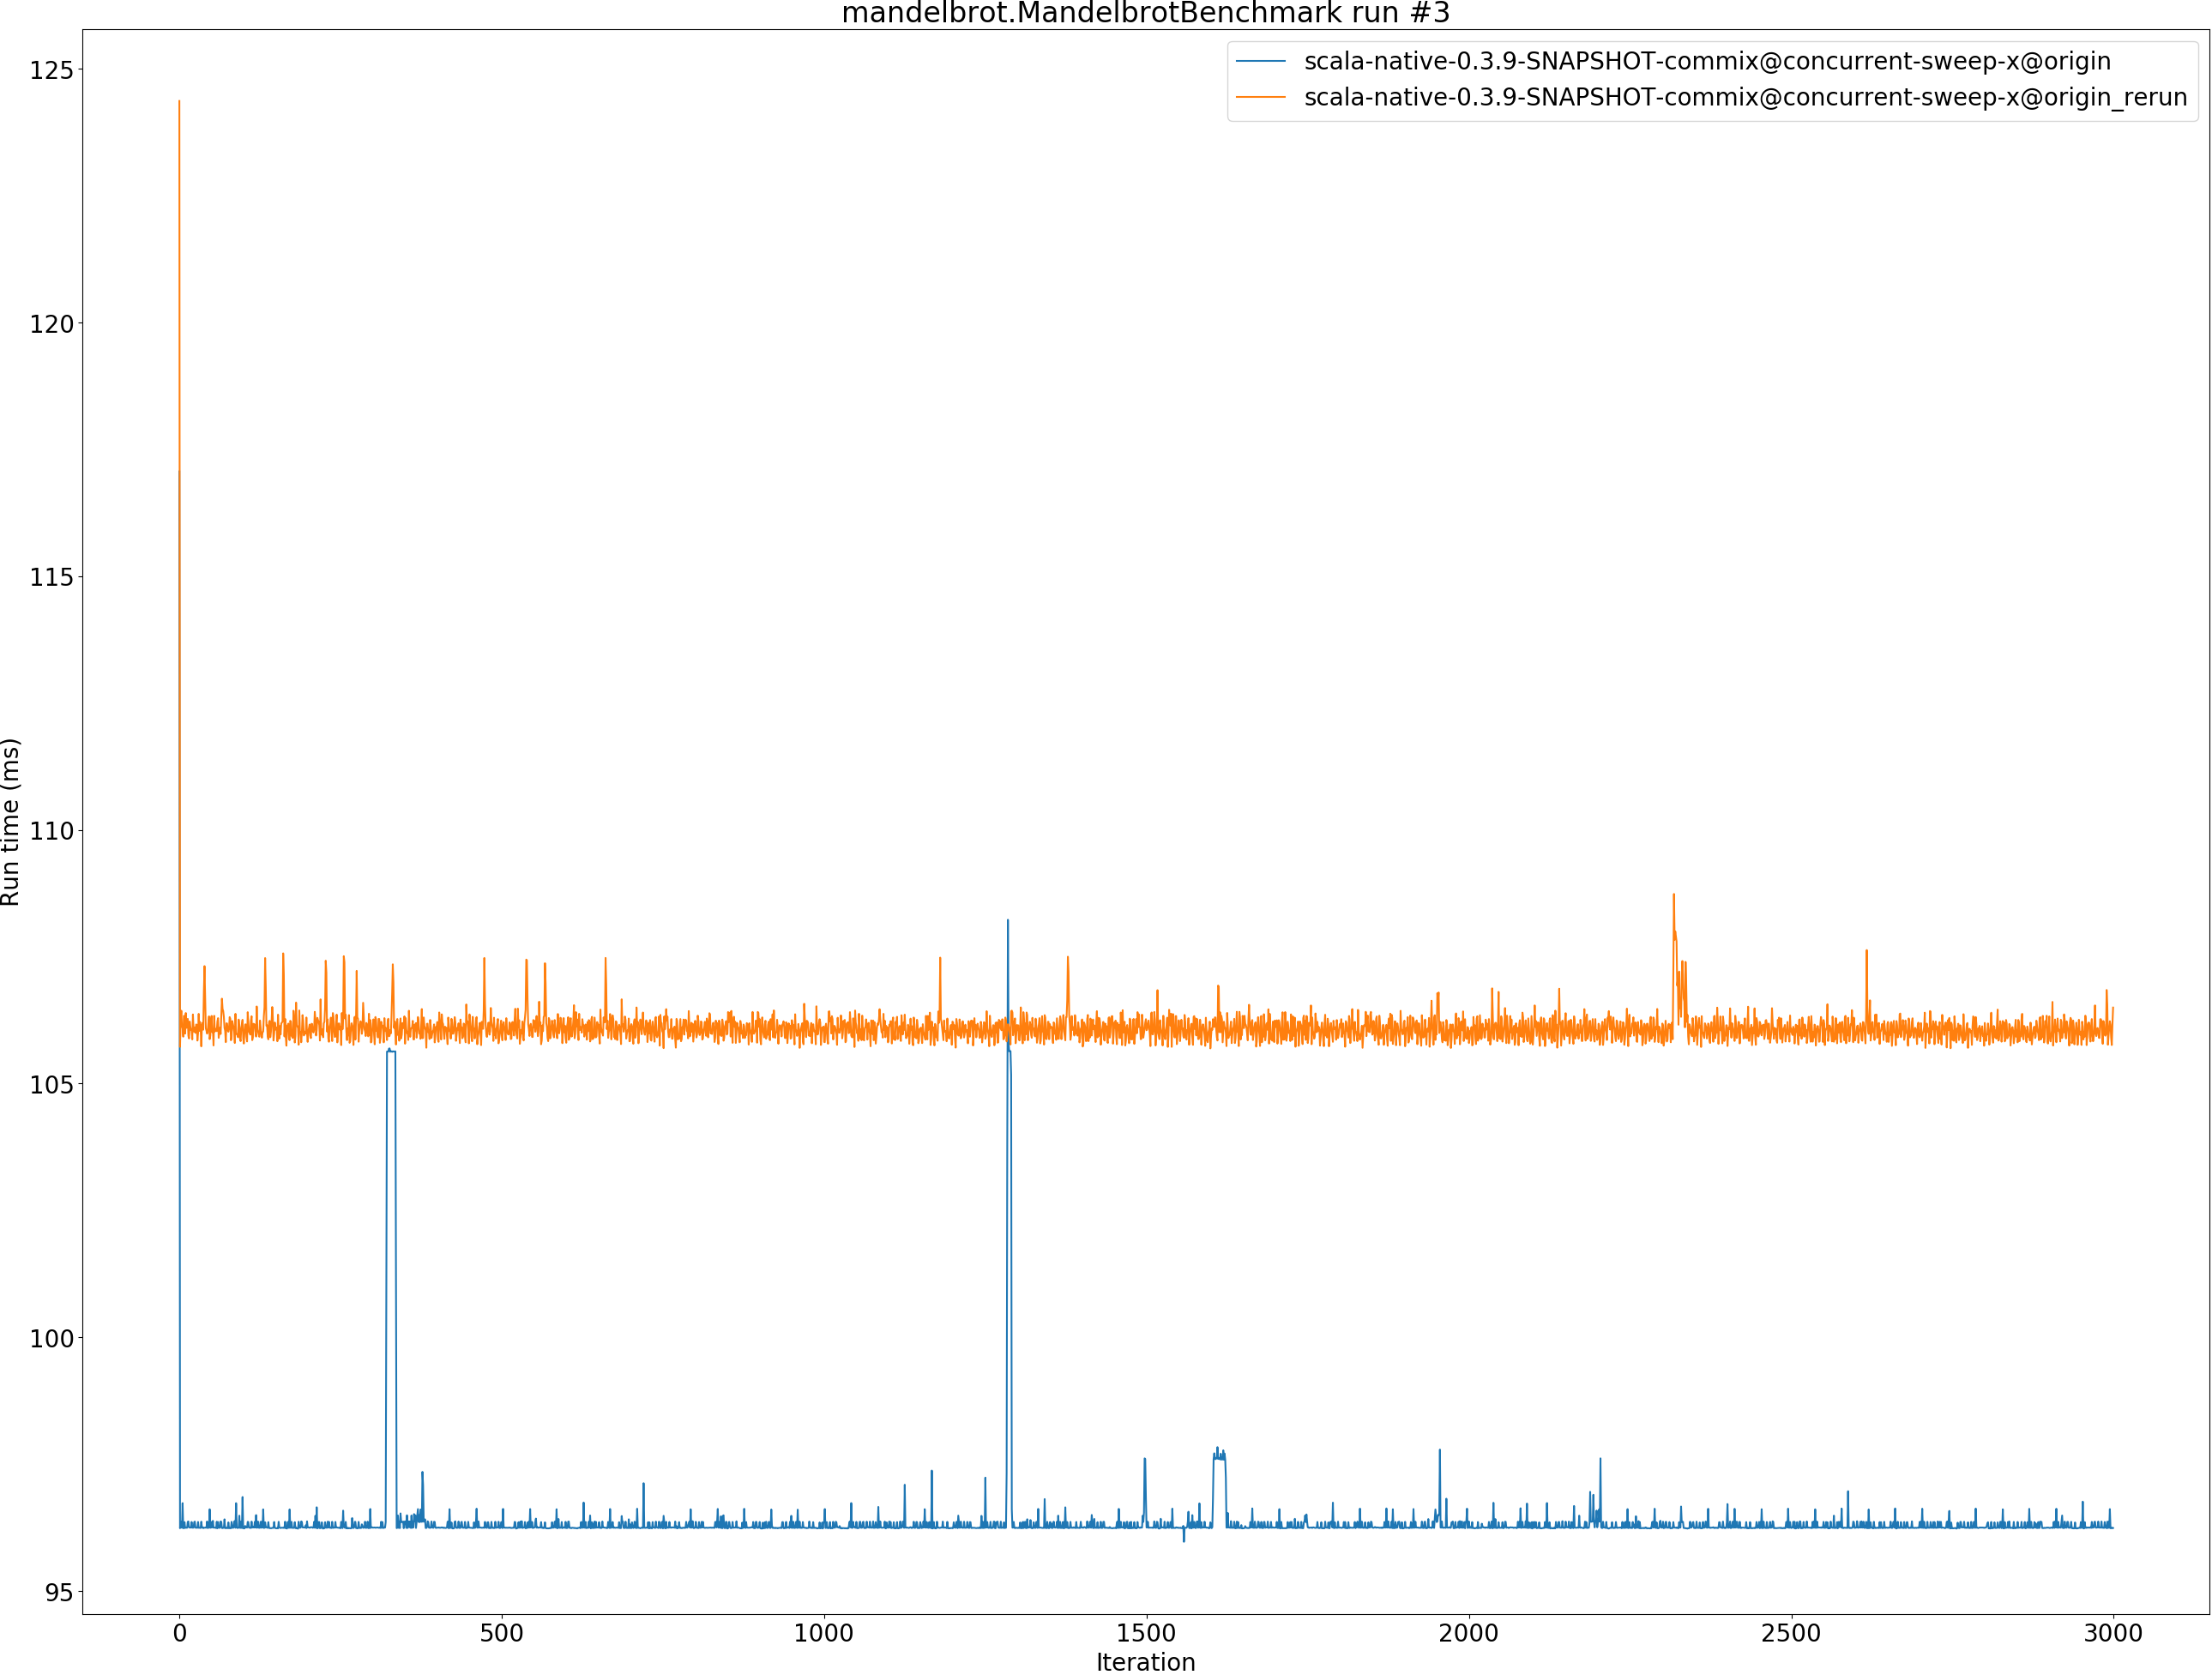 mandelbrot.MandelbrotBenchmark run #3
scala-native-0.3.9-SNAPSHOT-commix@concurrent-sweep-x@origin
scala-native-0.3.9-SNAPSHOT-commix@concurrent-sweep-x@origin_rerun
125
120
115
110
105
100
95
Run time (ms)
0 500 1000 1500 2000 2500 3000
Iteration